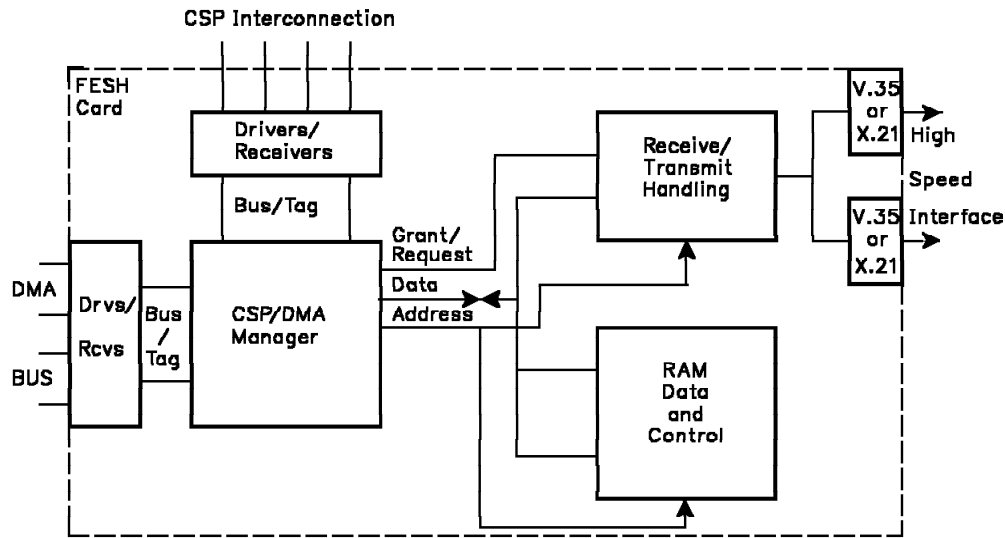 CSP Interconnection
FESH
Card
Drivers/
Receivers
Bus/Tag
DMA
BUS
Drvs/
Rcvs
Bus
/
Tag
CSP/DMA
Manager
Grant/
Request
Data
Address
Receive/
Transmit
Handling
RAM
Data
and
Control
V.35
or
X.21
High
Speed
Interface
V.35
or
X.21